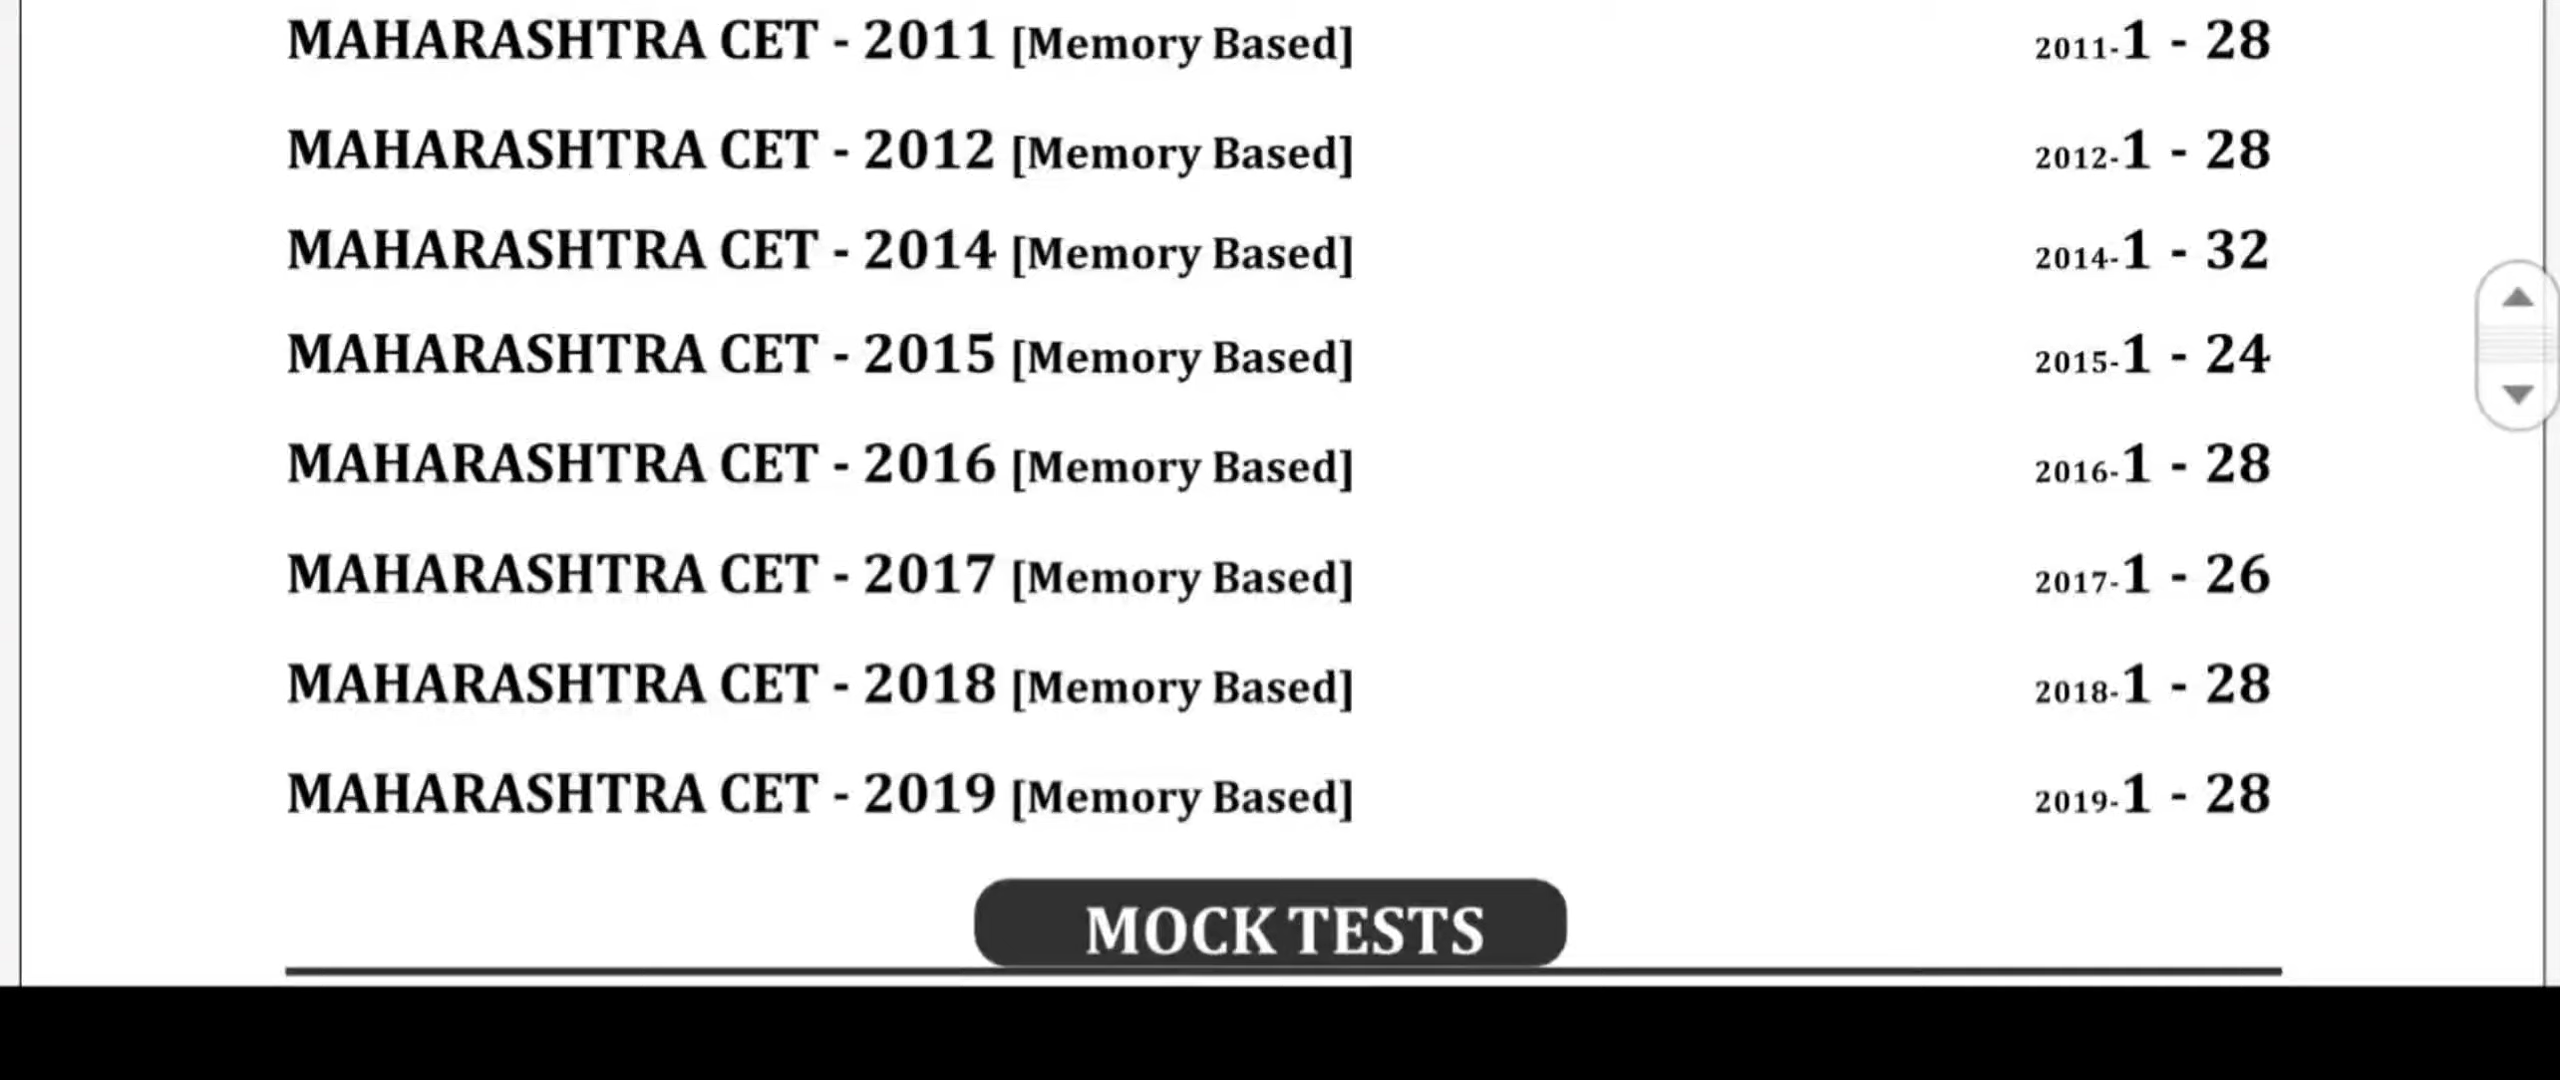 MAHARASHTRA CET - 2011 [Memory Based] 2011-1 - 28
MAHARASHTRA CET - 2012 [Memory Based] 2012-1 - 28
MAHARASHTRA CET - 2014 [Memory Based] 2014-1 - 32
MAHARASHTRA CET - 2015 [Memory Based] 2015-1 - 24
MAHARASHTRA CET - 2016 [Memory Based] 2016-1 - 28
MAHARASHTRA CET - 2017 [Memory Based] 2017-1 - 26
MAHARASHTRA CET - 2018 [Memory Based] 2018-1 - 28
MAHARASHTRA CET - 2019 [Memory Based] 2019-1 - 28
MOCK TESTS